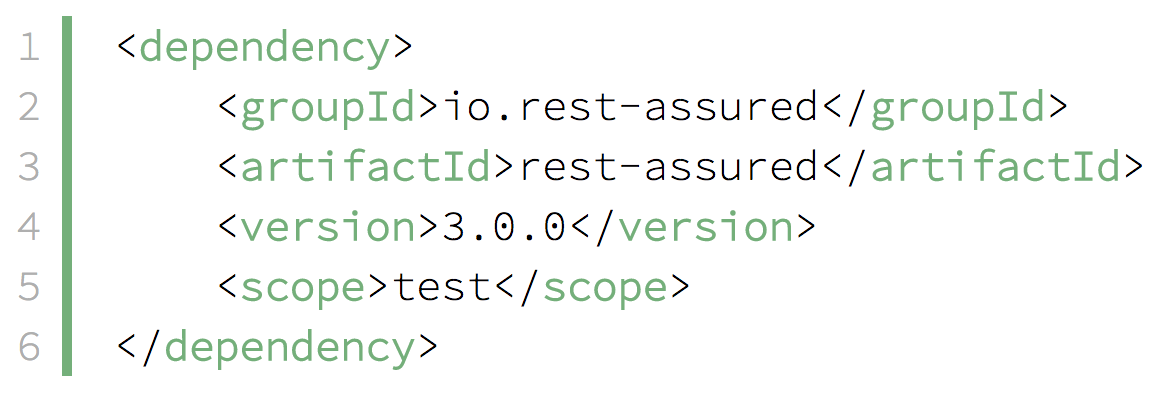 1 <dependency>
2     <groupId>io.rest-assured</groupId>
3     <artifactId>rest-assured</artifactId>
4     <version>3.0.0</version>
5     <scope>test</scope>
6 </dependency>